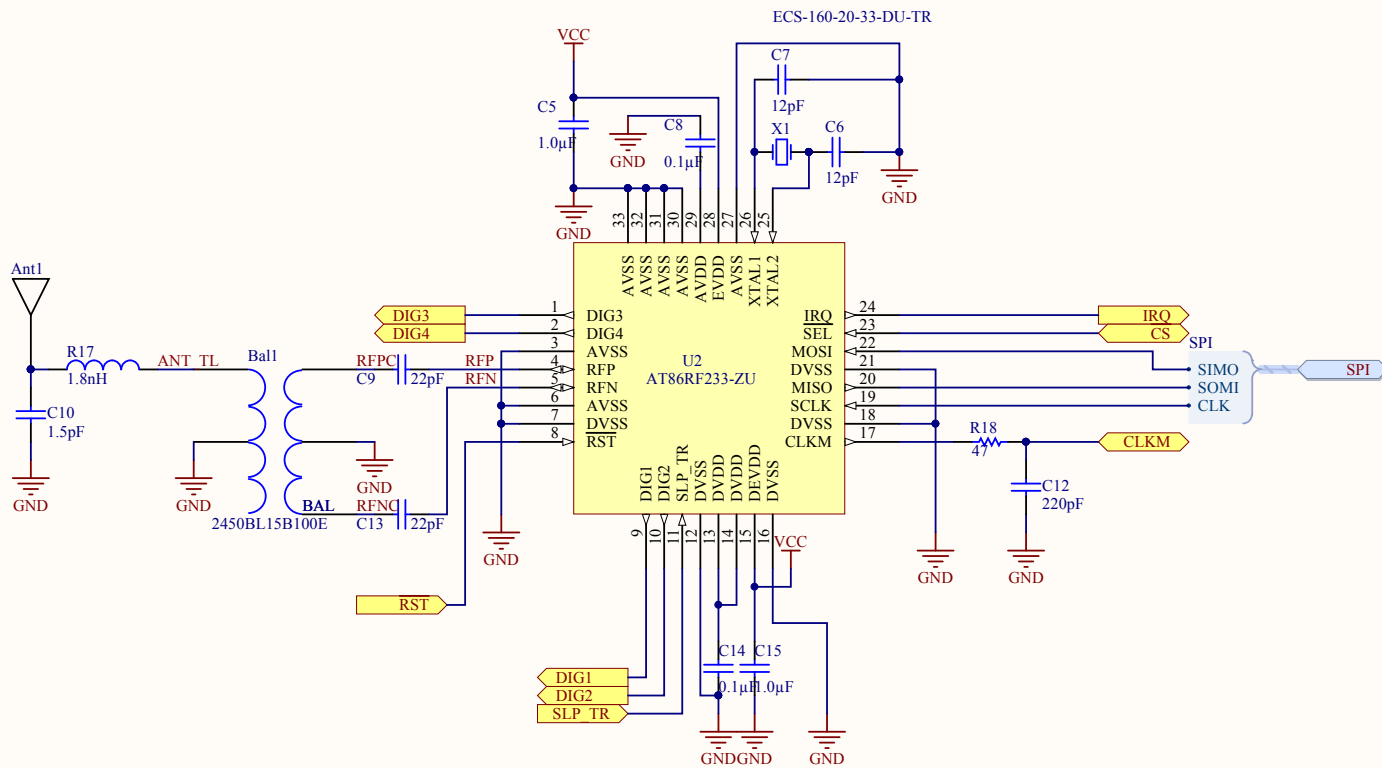 ECS-160-20-33-DU-TR
VCC
C7
12pF
C5
1.0µF
C8
0.1µF
GND
X1
C6
12pF
GND
GND
33
32
31
30
29
28
27
26
25
AVSS
AVSS
AVSS
AVSS
AVDD
EVDD
AVSS
XTAL1
XTAL2
Ant1
R17
1.8nH
ANT_TL
Bal1
C10
1.5pF
GND
GND
GND
BAL
2450BL15B100E
RFPC
C9
22pF
RFP
RFN
RFNC
C13
22pF
DIG3
DIG4
1
2
3
4
5
6
7
8
DIG3
DIG4
AVSS
RFP
RFN
AVSS
DVSS
RST
U2
AT86RF233-ZU
IRQ
SEL
MOSI
DVSS
MISO
SCLK
DVSS
CLKM
24
23
22
21
20
19
18
17
IRQ
CS
SPI
SIMO
SOMI
CLK
SPI
R18
47
CLKM
C12
220pF
GND
GND
GND
DIG1
DIG2
SLP_TR
DVSS
DVDD
DVDD
DEVDD
DVSS
9
10
11
12
13
14
15
16
VCC
RST
C14
0.1µF
C15
1.0µF
DIG1
DIG2
SLP_TR
GND
GND
GND